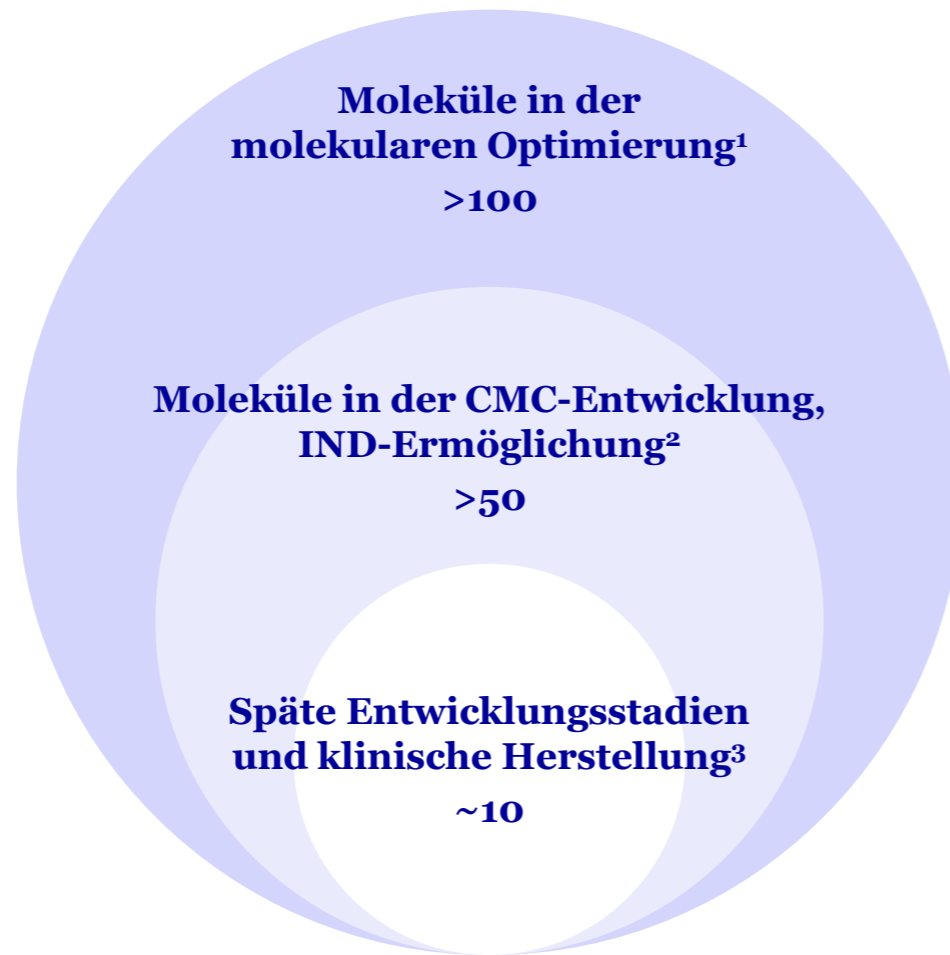 Moleküle in der
molekularen Optimierung¹
>100
Moleküle in der CMC-Entwicklung,
IND-Ermöglichung²
>50
Späte Entwicklungsstadien
und klinische Herstellung³
~10